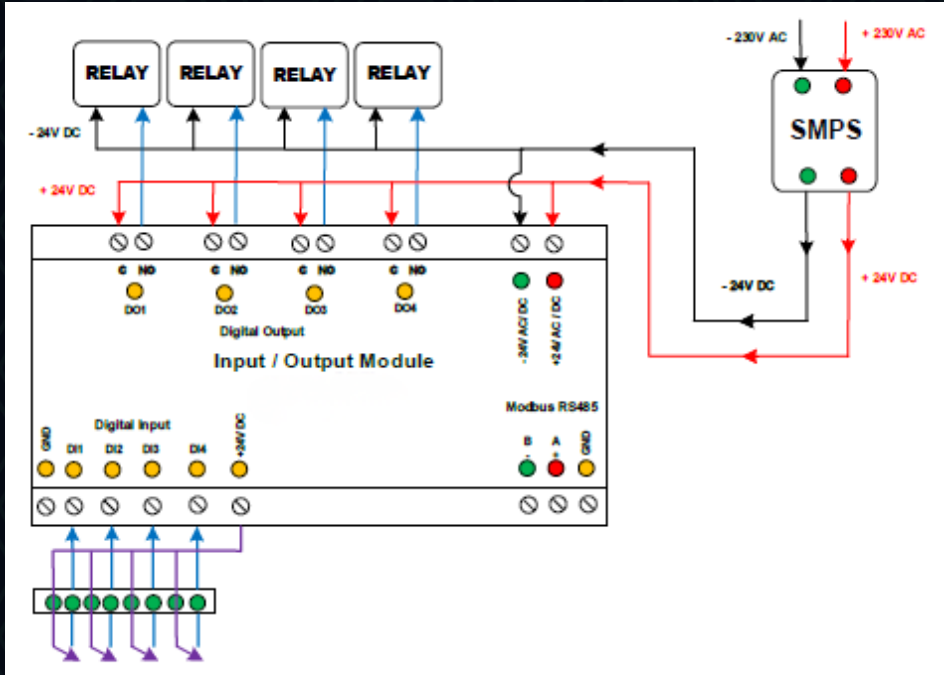 - 230V AC
+ 230V AC
RELAY
RELAY
RELAY
RELAY
SMPS
- 24V DC
+ 24V DC
C NO
C NO
C NO
C NO
DO1
DO2
DO3
DO4
Digital Output
- 24V AC/ DC
+24V AC / DC
- 24V DC
+ 24V DC
Input / Output Module
Modbus RS485
Digital Input
GND
DI1
DI2
DI3
DI4
+24V DC
B
-
A
+
GND